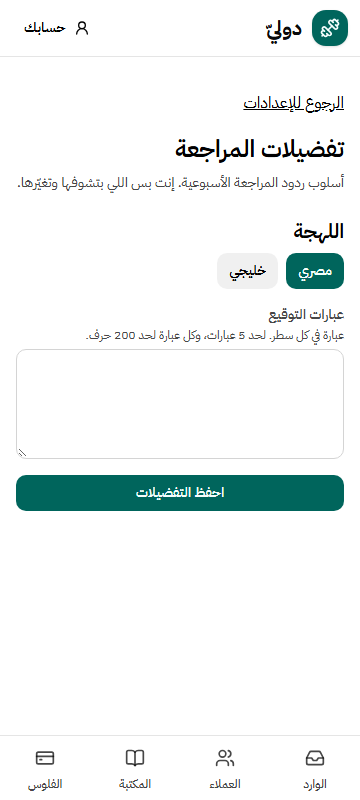 دوليّ
حسابك
الرجوع للإعدادات
تفضيلات المراجعة
أسلوب ردود المراجعة الأسبوعية. إنت بس اللي بتشوفها وتغيّرها.
اللهجة
مصري
خليجي
عبارات التوقيع
عبارة في كل سطر. لحد 5 عبارات، وكل عبارة لحد 200 حرف.
احفظ التفضيلات
الوارد
العملاء
المكتبة
الفلوس